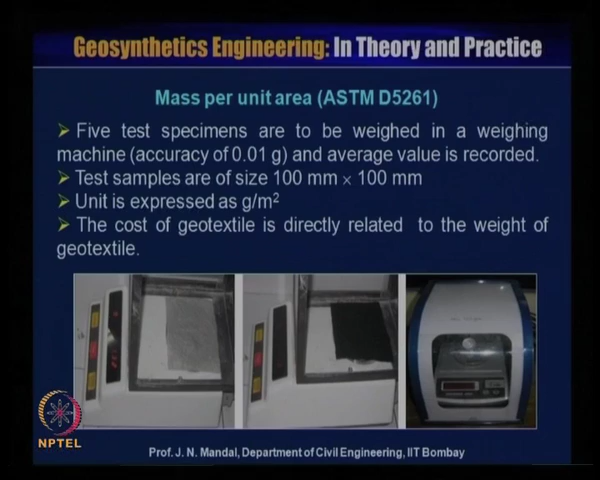 Geosynthetics Engineering: In Theory and Practice
Mass per unit area (ASTM D5261)
➢ Five test specimens are to be weighed in a weighing
machine (accuracy of 0.01 g) and average value is recorded.
➢ Test samples are of size 100 mm × 100 mm
➢ Unit is expressed as g/m²
➢ The cost of geotextile is directly related to the weight of
geotextile.
NPTEL
Prof. J. N. Mandal, Department of Civil Engineering, IIT Bombay